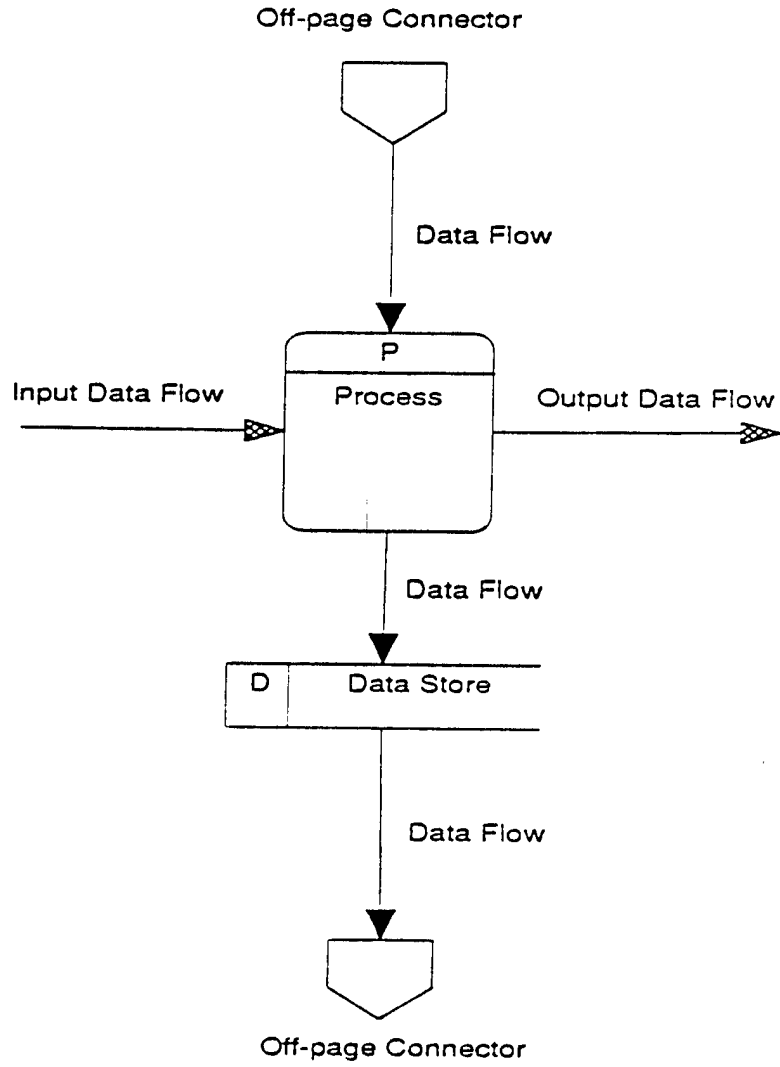 Off-page Connector
Data Flow
P
Process
Input Data Flow
Output Data Flow
Data Flow
D
Data Store
Data Flow
Off-page Connector